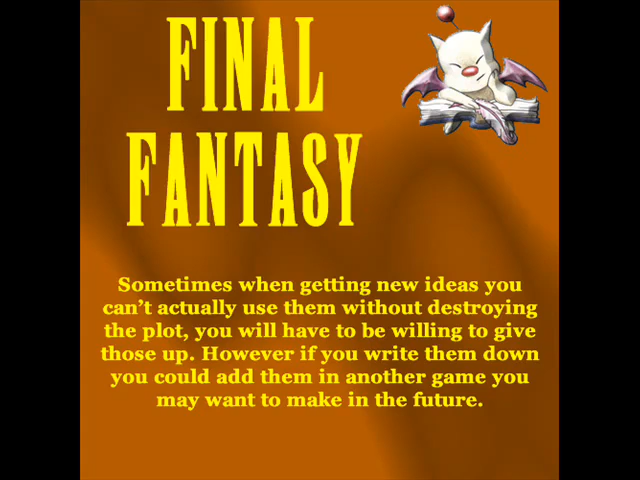 FINAL
FANTASY
Sometimes when getting new ideas you
can’t actually use them without destroying
the plot, you will have to be willing to give
those up. However if you write them down
you could add them in another game you
may want to make in the future.